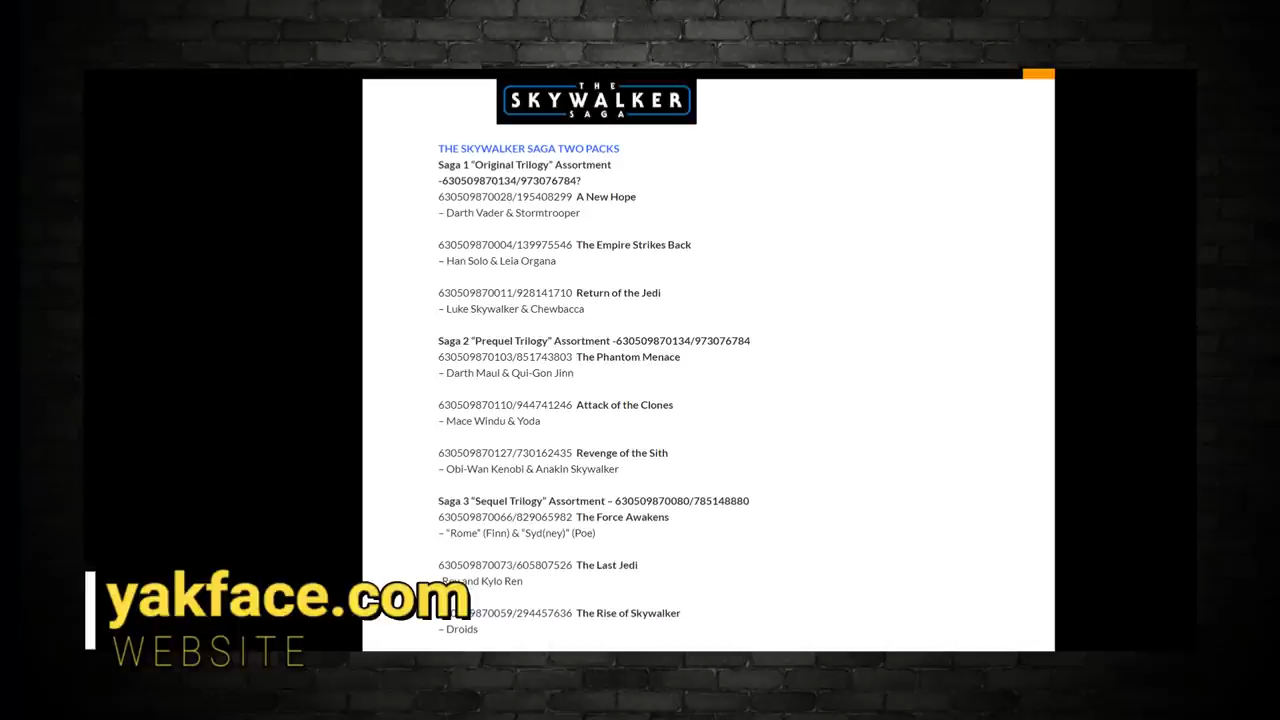 THE
SKYWALKER
SAGA
THE SKYWALKER SAGA TWO PACKS
Saga 1 “Original Trilogy” Assortment
-630509870134/973076784?
630509870028/195408299 A New Hope
– Darth Vader & Stormtrooper
630509870004/139975546 The Empire Strikes Back
– Han Solo & Leia Organa
630509870011/928141710 Return of the Jedi
– Luke Skywalker & Chewbacca
Saga 2 “Prequel Trilogy” Assortment -630509870134/973076784
630509870103/851743803 The Phantom Menace
– Darth Maul & Qui-Gon Jinn
630509870110/944741246 Attack of the Clones
– Mace Windu & Yoda
630509870127/730162435 Revenge of the Sith
– Obi-Wan Kenobi & Anakin Skywalker
Saga 3 “Sequel Trilogy” Assortment – 630509870080/785148880
630509870066/829065982 The Force Awakens
– “Rome” (Finn) & “Syd(ney)” (Poe)
630509870073/605807526 The Last Jedi
Rey and Kylo Ren
870059/294457636 The Rise of Skywalker
– Droids
yakface.com
WEBSITE